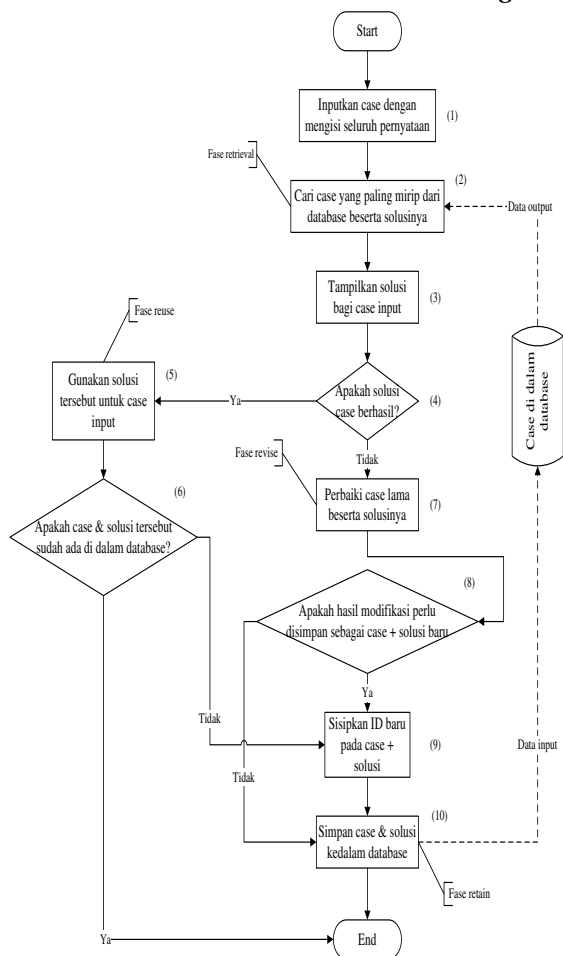 Start
Inputkan case dengan
mengisi seluruh pernyataan
(1)
Fase retrieval
(2)
Cari case yang paling mirip dari
database beserta solusinya
Data output
Tampilkan solusi
bagi case input
(3)
Fase reuse
Gunakan solusi
tersebut untuk case
input
(5)
Ya
Apakah solusi
case berhasil?
(4)
Case di dalam
database
Tidak
Fase revise
Perbaiki case lama
beserta solusinya
(7)
(6)
Apakah case & solusi tersebut
sudah ada di dalam database?
(8)
Apakah hasil modifikasi perlu
disimpan sebagai case + solusi baru
Ya
Tidak
Sisipkan ID baru
pada case +
solusi
(9)
Data input
Tidak
(10)
Simpan case & solusi
kedalam database
Fase retain
Ya
End